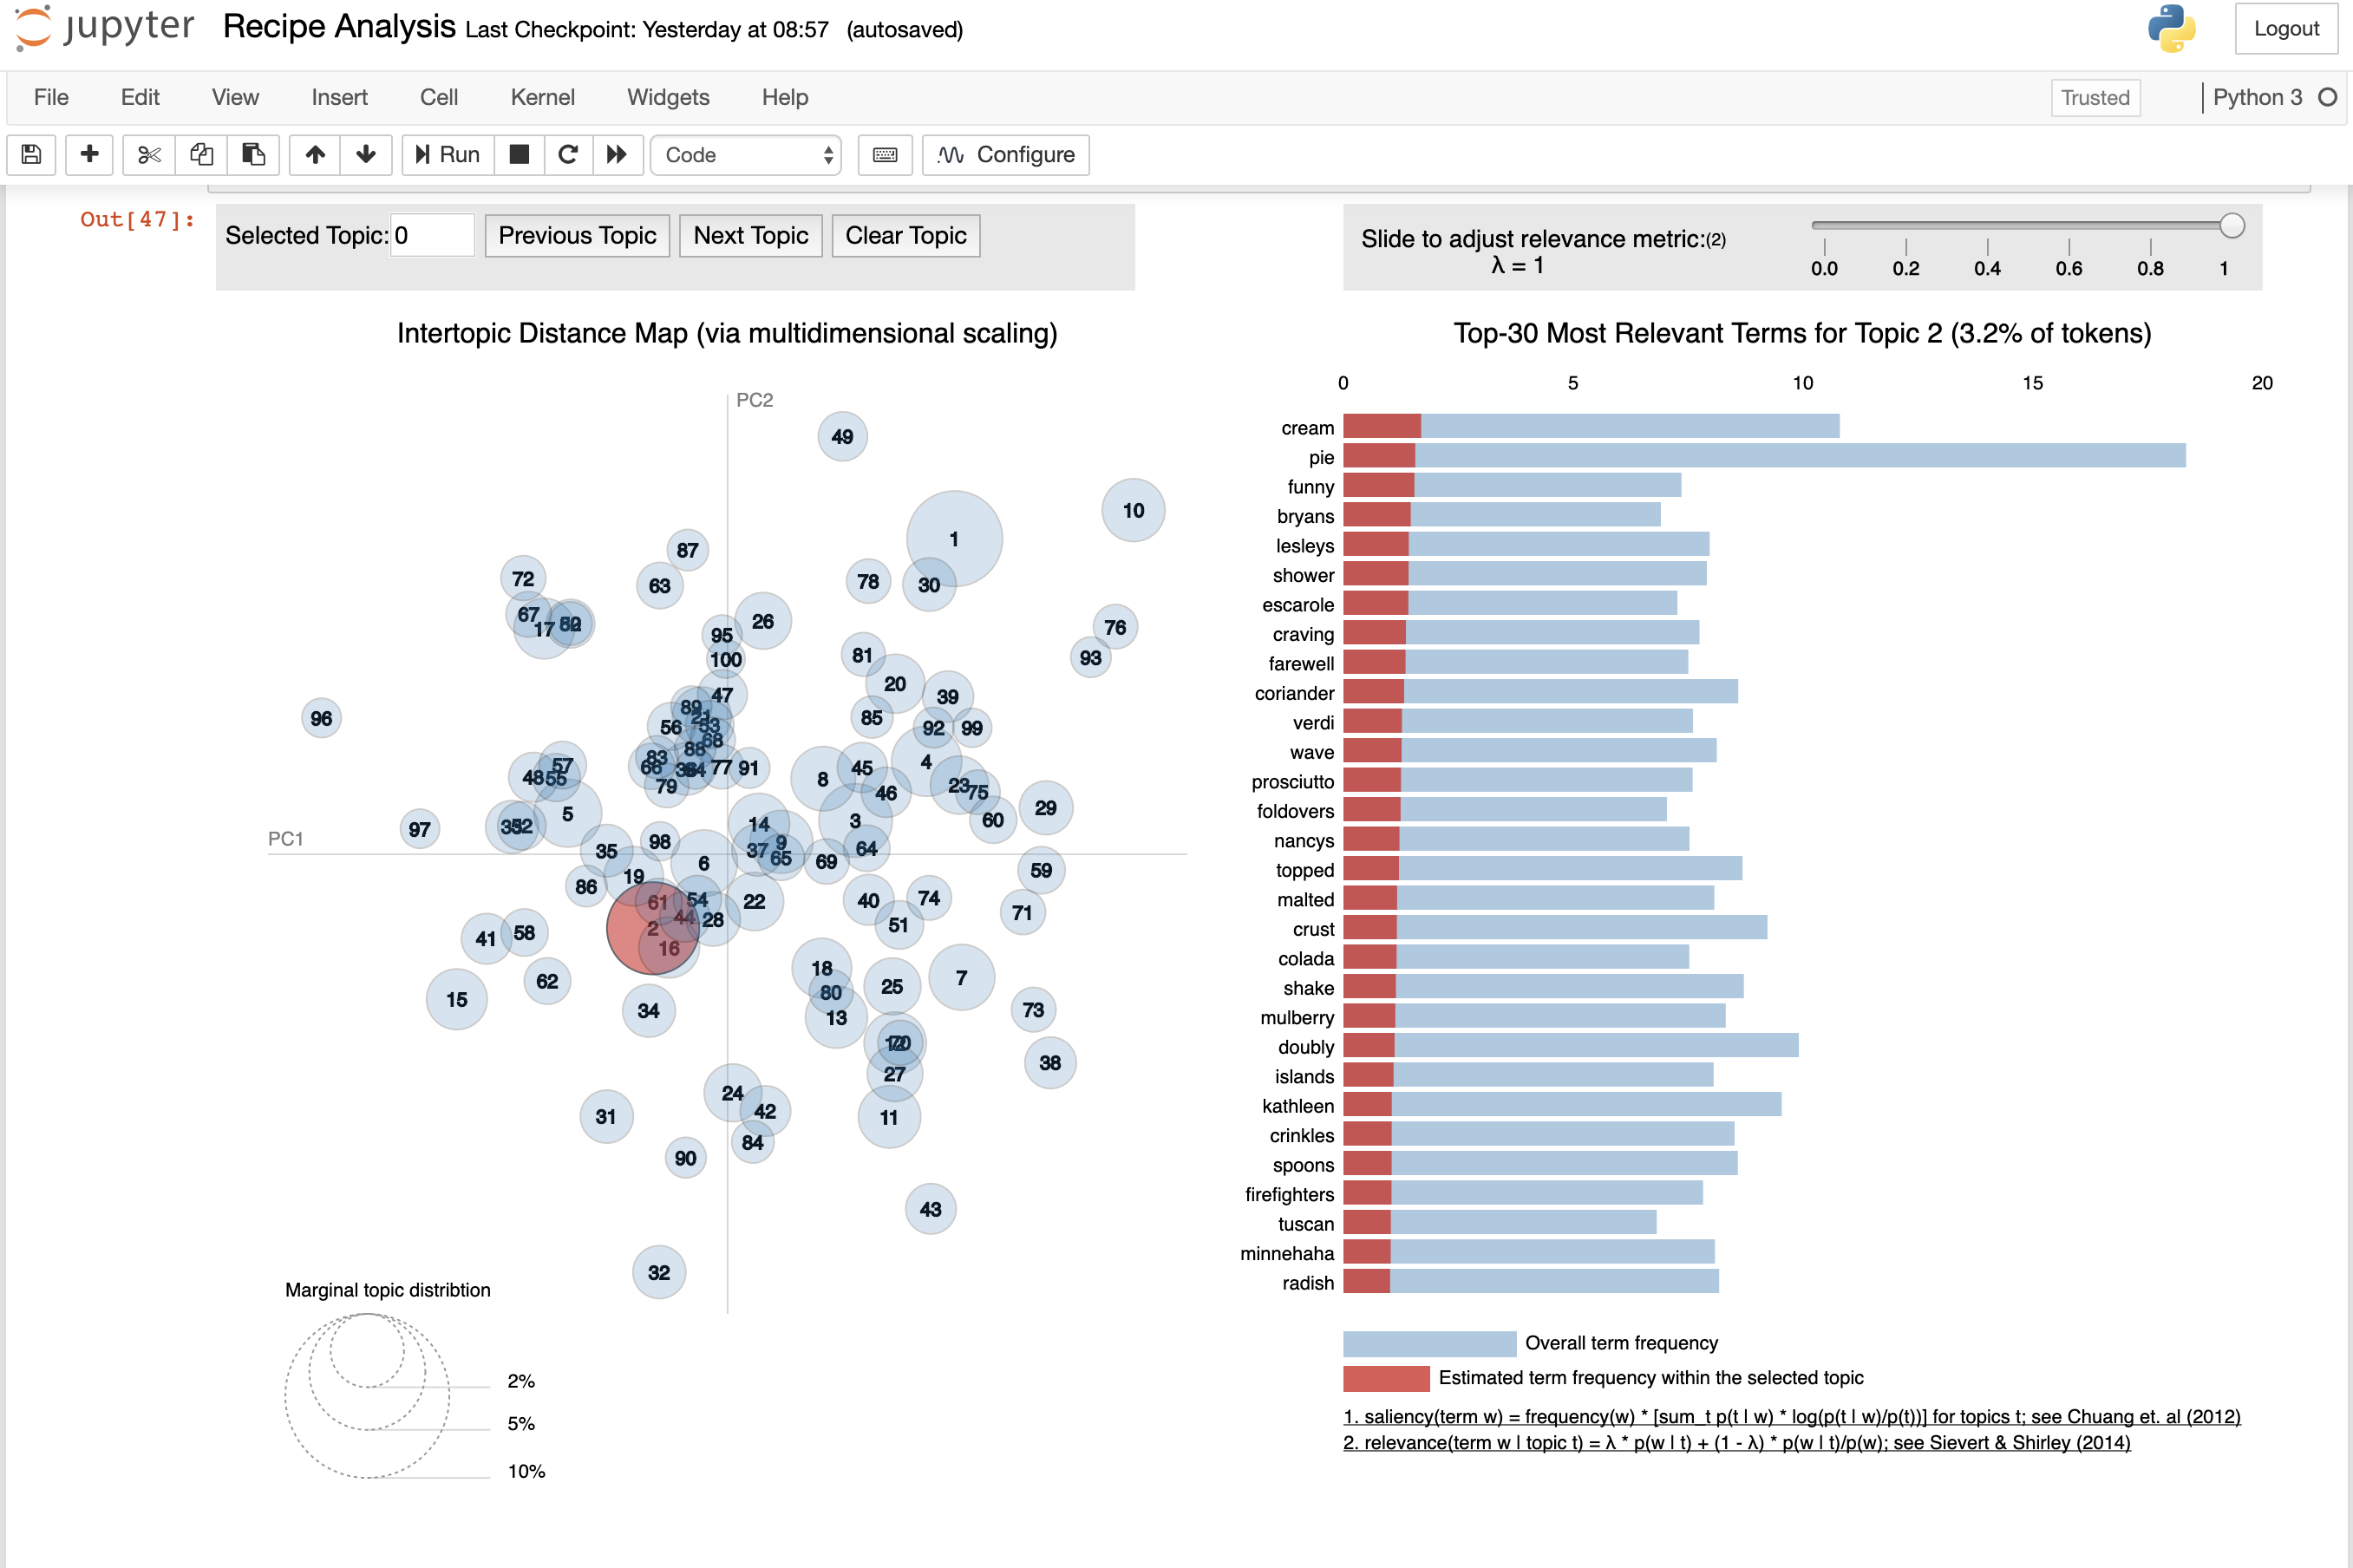 jupyter Recipe Analysis Last Checkpoint: Yesterday at 08:57 (autosaved) Logout
File Edit View Insert Cell Kernel Widgets Help Trusted Python 3
Run Code Configure
Out[47]:
Selected Topic: 0 Previous Topic Next Topic Clear Topic
Slide to adjust relevance metric:(2)
λ = 1
0.0 0.2 0.4 0.6 0.8 1
Intertopic Distance Map (via multidimensional scaling)
PC2
PC1
49
10
1
87
72
63
78
30
67
17
26
76
95
100
81
93
20
47
39
96
89
21
85
56
53
92
99
68
88
83
66
77
91
4
57
48
55
79
8
45
46
23
75
29
5
3
60
97
14
98
9
35
37
65
64
6
69
59
19
86
61
54
22
40
74
44
28
51
71
2
16
41
58
18
7
62
25
80
15
34
13
73
70
38
27
24
42
31
11
84
90
43
32
Marginal topic distribtion
2%
5%
10%
Top-30 Most Relevant Terms for Topic 2 (3.2% of tokens)
0 5 10 15 20
cream
pie
funny
bryans
lesleys
shower
escarole
craving
farewell
coriander
verdi
wave
prosciutto
foldovers
nancys
topped
malted
crust
colada
shake
mulberry
doubly
islands
kathleen
crinkles
spoons
firefighters
tuscan
minnehaha
radish
Overall term frequency
Estimated term frequency within the selected topic
1. saliency(term w) = frequency(w) * [sum_t p(t | w) * log(p(t | w)/p(t))] for topics t; see Chuang et. al (2012)
2. relevance(term w | topic t) = λ * p(w | t) + (1 - λ) * p(w | t)/p(w); see Sievert & Shirley (2014)